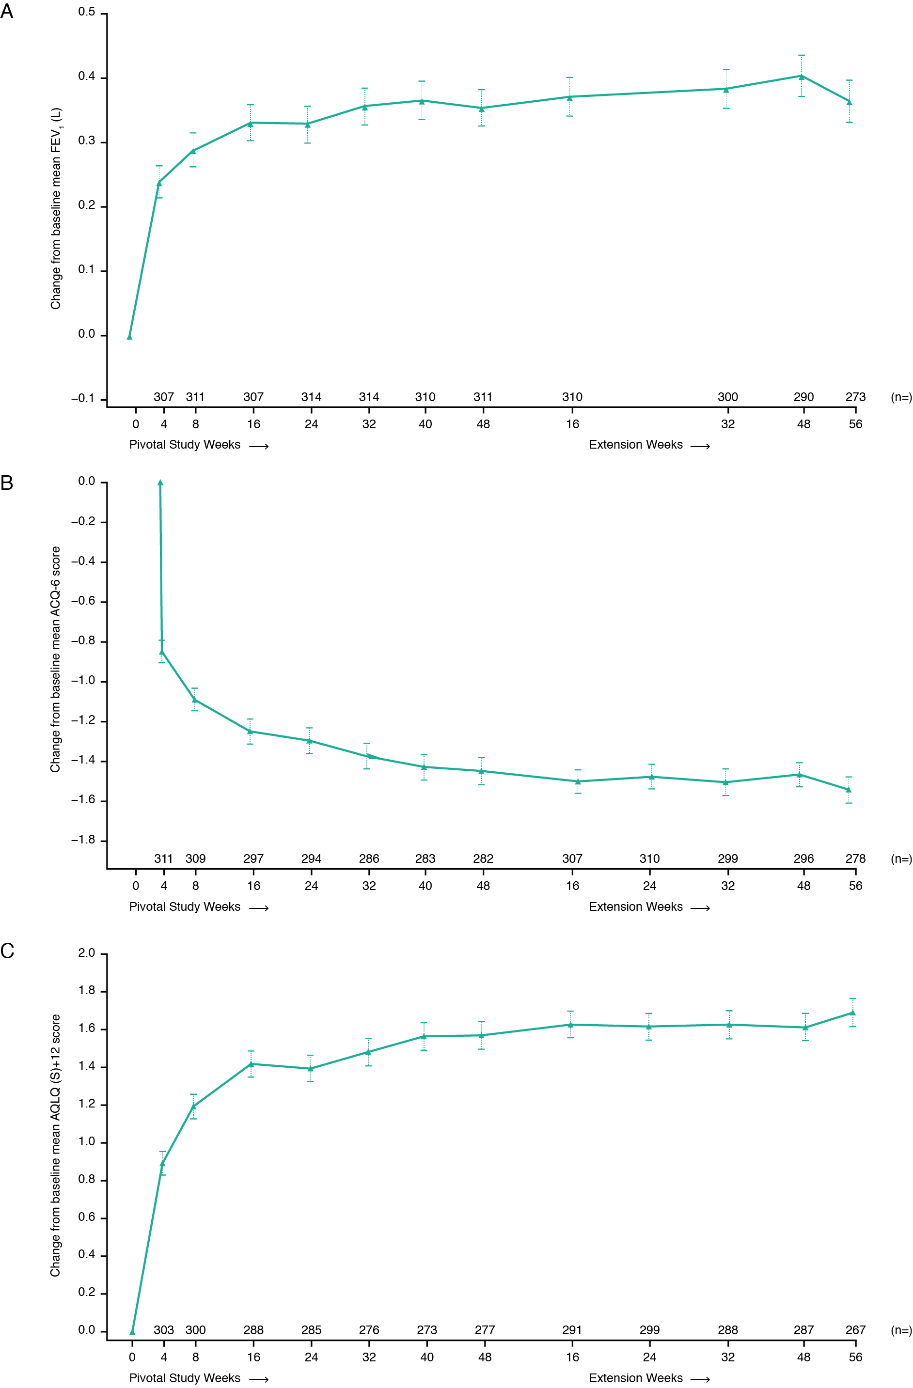 A
0.5
0.4
0.3
0.2
0.1
0.0
−0.1
Change from baseline mean FEV1 (L)
307 311 307 314 314 310 311 310 300 290 273 (n=)
0 4 8 16 24 32 40 48 16 32 48 56
Pivotal Study Weeks → Extension Weeks →
B
0.0
−0.2
−0.4
−0.6
−0.8
−1.0
−1.2
−1.4
−1.6
−1.8
Change from baseline mean ACQ-6 score
311 309 297 294 286 283 282 307 310 299 296 278 (n=)
0 4 8 16 24 32 40 48 16 24 32 48 56
Pivotal Study Weeks → Extension Weeks →
C
2.0
1.8
1.6
1.4
1.2
1.0
0.8
0.6
0.4
0.2
0.0
Change from baseline mean AQLQ (S)+12 score
303 300 288 285 276 273 277 291 299 288 287 267 (n=)
0 4 8 16 24 32 40 48 16 24 32 48 56
Pivotal Study Weeks → Extension Weeks →